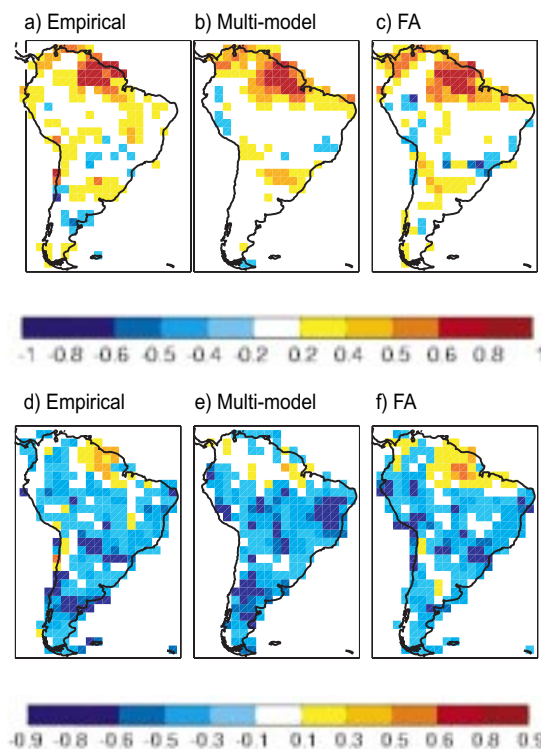 a) Empirical b) Multi-model c) FA
-1 -0.8 -0.6 -0.5 -0.4 -0.2 0.2 0.4 0.5 0.6 0.8 1
d) Empirical e) Multi-model f) FA
-0.9 -0.8 -0.6 -0.5 -0.3 -0.1 0.1 0.3 0.5 0.6 0.8 0.9